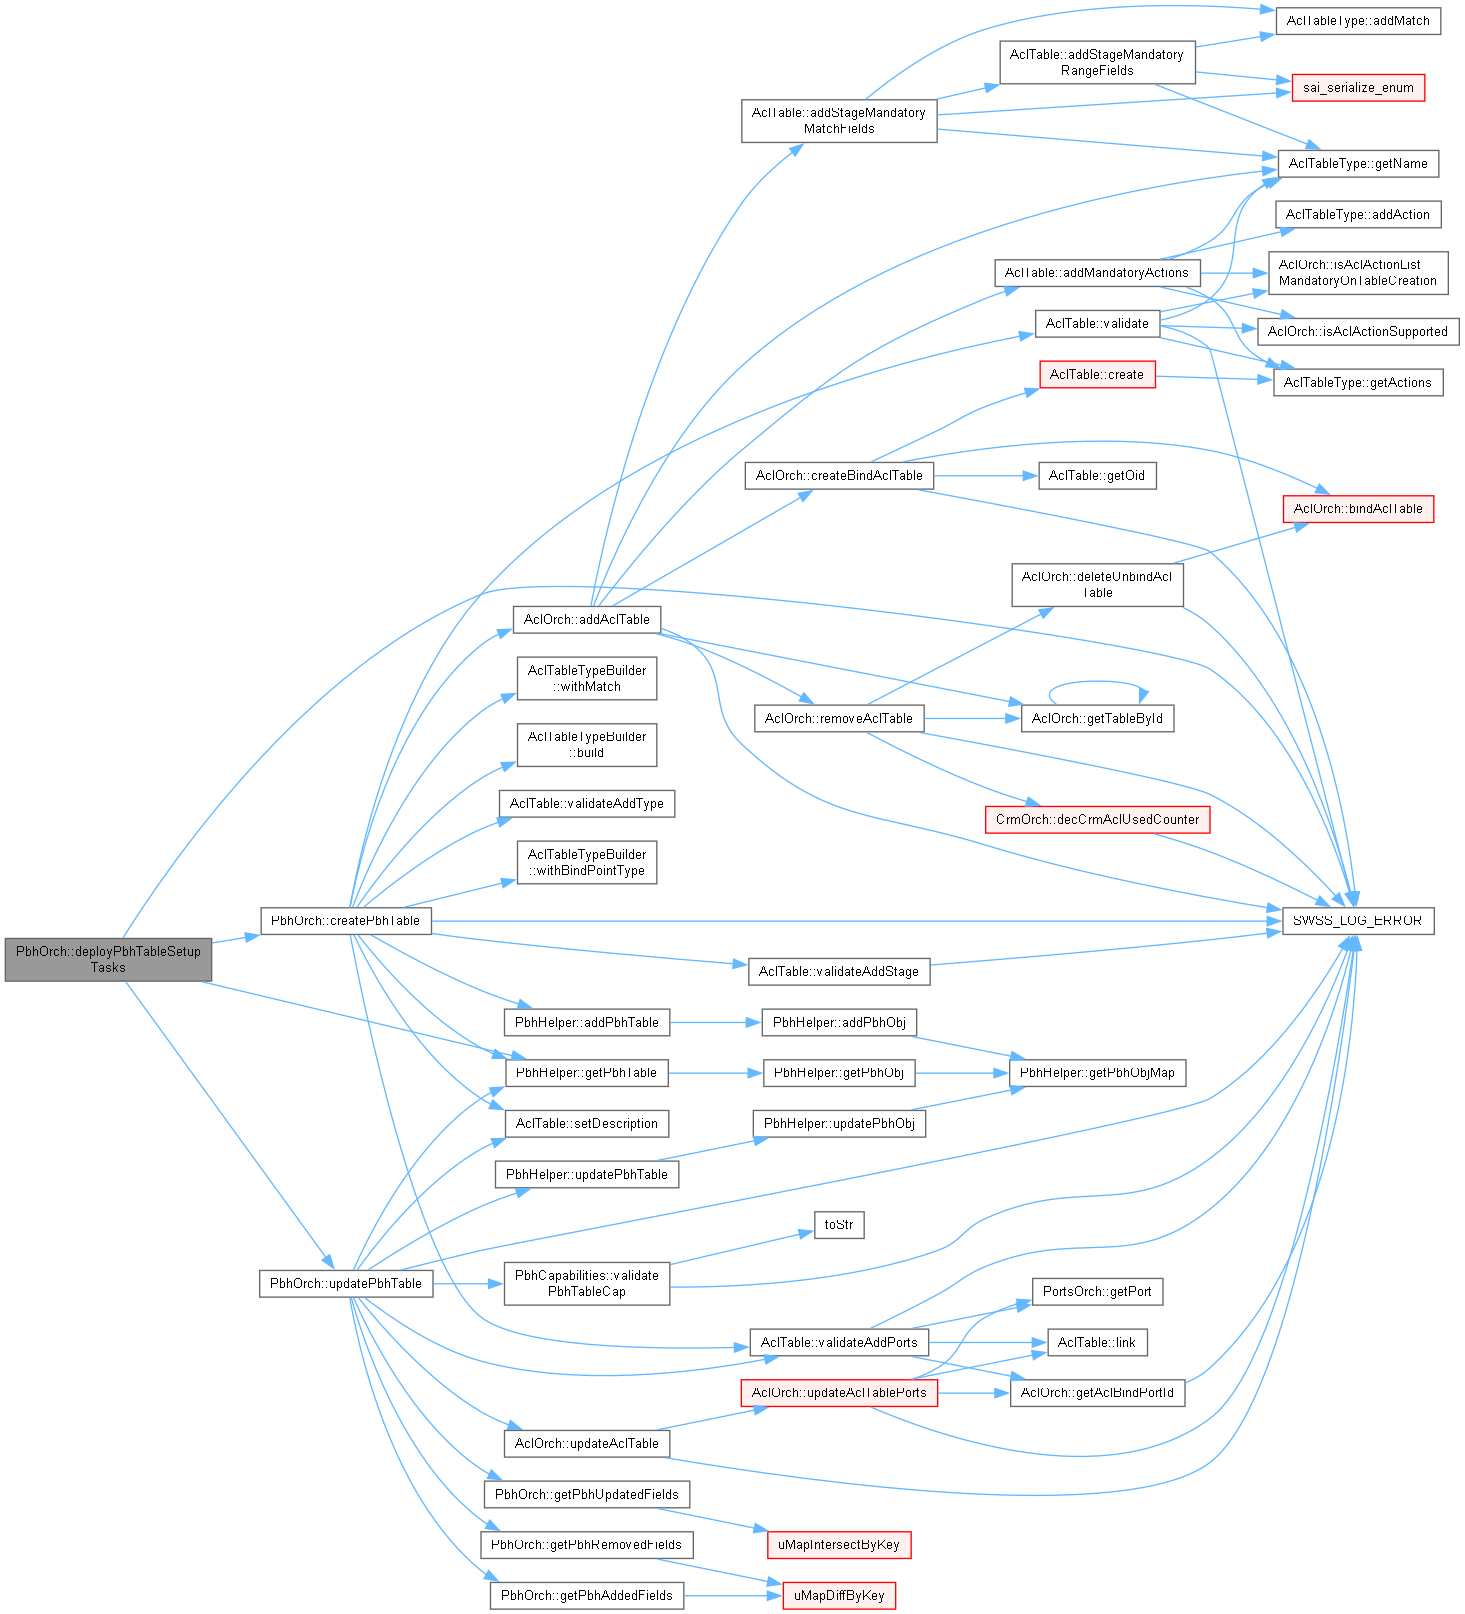 AclTableType::addMatch
AclTable::addStageMandatory
RangeFields
sai_serialize_enum
AclTable::addStageMandatory
MatchFields
AclTableType::getName
AclTableType::addAction
AclTable::addMandatoryActions
AclOrch::isAclActionList
MandatoryOnTableCreation
AclTable::validate
AclOrch::isAclActionSupported
AclTable::create
AclTableType::getActions
AclOrch::createBindAclTable
AclTable::getOid
AclOrch::bindAclTable
AclOrch::deleteUnbindAcl
Table
AclOrch::addAclTable
AclTableTypeBuilder
::withMatch
AclOrch::removeAclTable
AclOrch::getTableById
AclTableTypeBuilder
::build
AclTable::validateAddType
CrmOrch::decCrmAclUsedCounter
AclTableTypeBuilder
::withBindPointType
PbhOrch::createPbhTable
SWSS_LOG_ERROR
PbhOrch::deployPbhTableSetup
Tasks
AclTable::validateAddStage
PbhHelper::addPbhTable
PbhHelper::addPbhObj
PbhHelper::getPbhTable
PbhHelper::getPbhObj
PbhHelper::getPbhObjMap
AclTable::setDescription
PbhHelper::updatePbhObj
PbhHelper::updatePbhTable
toStr
PbhOrch::updatePbhTable
PbhCapabilities::validate
PbhTableCap
PortsOrch::getPort
AclTable::validateAddPorts
AclTable::link
AclOrch::updateAclTablePorts
AclOrch::getAclBindPortId
AclOrch::updateAclTable
PbhOrch::getPbhUpdatedFields
PbhOrch::getPbhRemovedFields
uMapIntersectByKey
PbhOrch::getPbhAddedFields
uMapDiffByKey